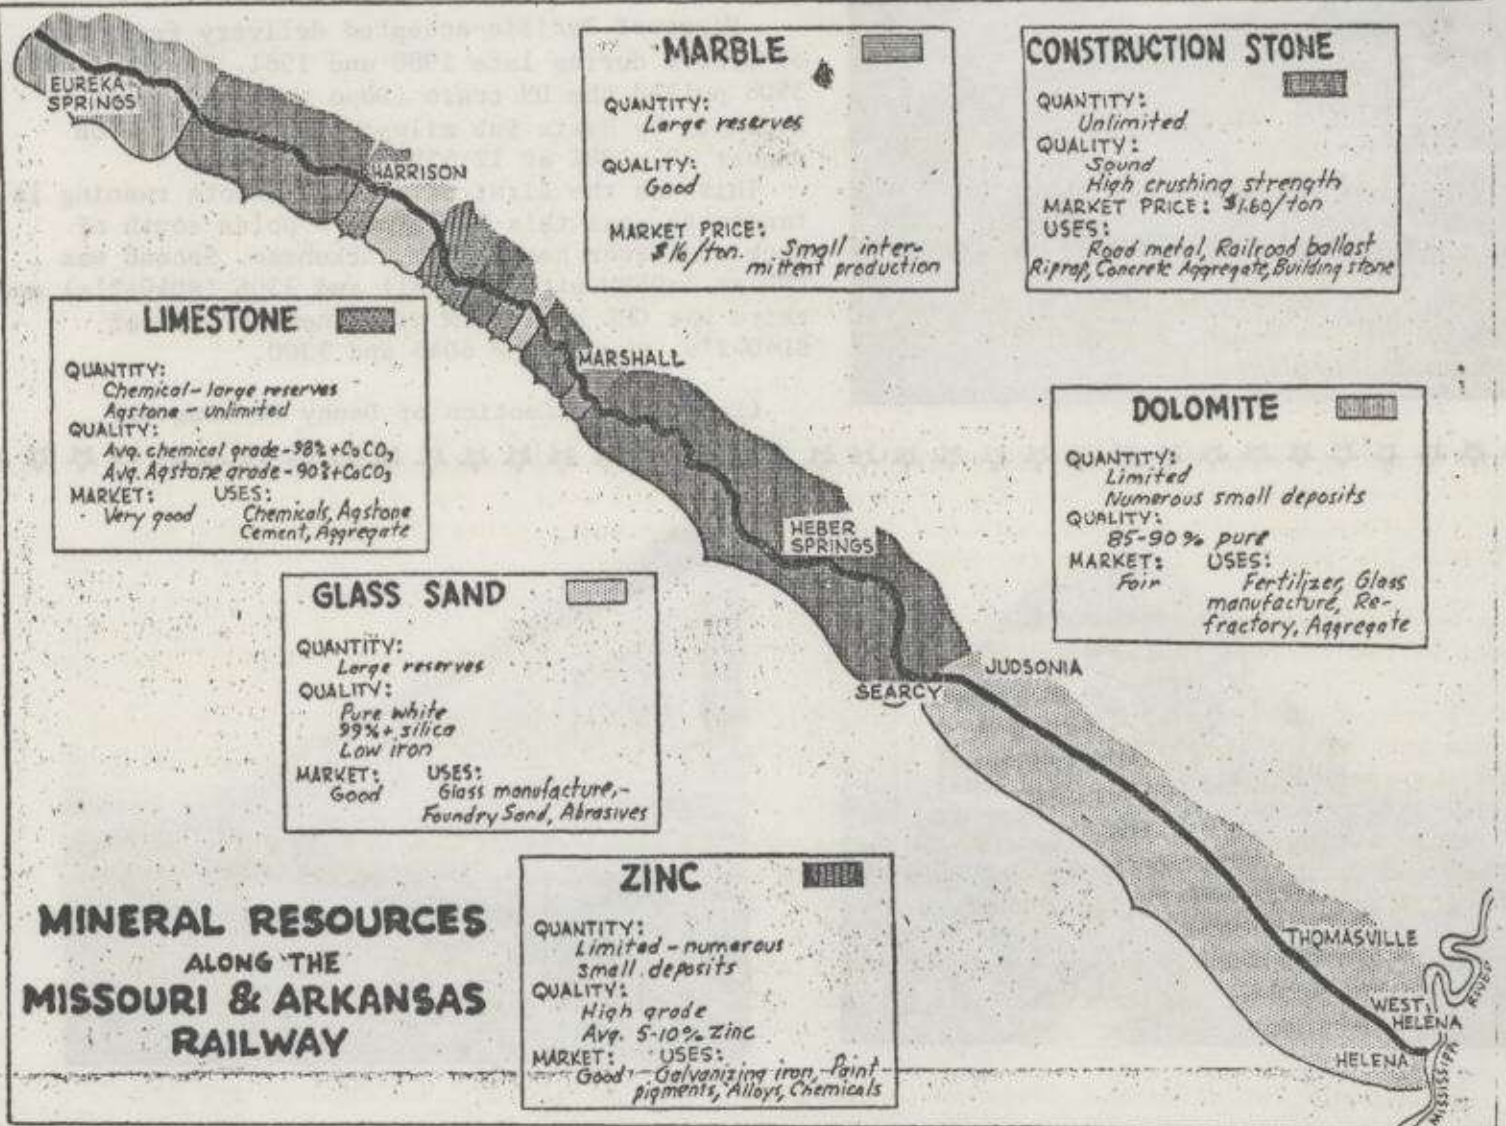 EUREKA
SPRINGS
HARRISON
MARSHALL
HEBER
SPRINGS
JUDSONIA
SEARCY
THOMASVILLE
WEST
HELENA
HELENA
MISSISSIPPI
RIVER
MARBLE
QUANTITY:
Large reserves
QUALITY:
Good
MARKET PRICE:
$16/ton. Small inter-
mittent production
CONSTRUCTION STONE
QUANTITY:
Unlimited
QUALITY:
Sound
High crushing strength
MARKET PRICE: $1.60/ton
USES:
Road metal, Railroad ballast
Riprap, Concrete Aggregate, Building stone
LIMESTONE
QUANTITY:
Chemical - large reserves
Agstone - unlimited
QUALITY:
Avg. chemical grade - 98%+CaCO3
Avg. Agstone grade - 90%+CaCO3
MARKET: USES:
Very good Chemicals, Agstone
Cement, Aggregate
DOLOMITE
QUANTITY:
Limited
Numerous small deposits
QUALITY:
85-90% pure
MARKET: USES:
Fair Fertilizer, Glass
manufacture, Re-
fractory, Aggregate
GLASS SAND
QUANTITY:
Large reserves
QUALITY:
Pure white
99%+ silica
Low iron
MARKET: USES:
Good Glass manufacture,-
Foundry Sand, Abrasives
ZINC
QUANTITY:
Limited - numerous
small deposits
QUALITY:
High grade
Avg. 5-10% zinc
MARKET: USES:
Good Galvanizing iron, Paint
pigments, Alloys, Chemicals
MINERAL RESOURCES
ALONG THE
MISSOURI & ARKANSAS
RAILWAY